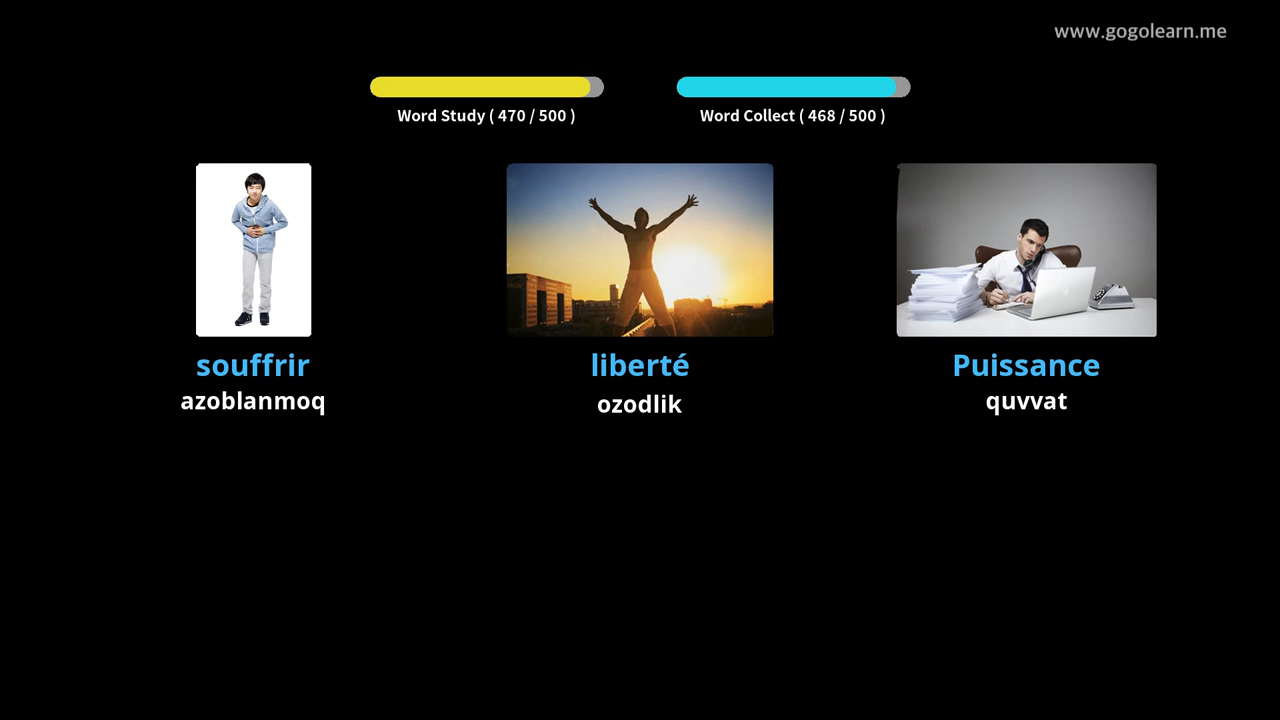 www.gogolearn.me
Word Study ( 470 / 500 )
Word Collect ( 468 / 500 )
souffrir
azoblanmoq
liberté
ozodlik
Puissance
quvvat